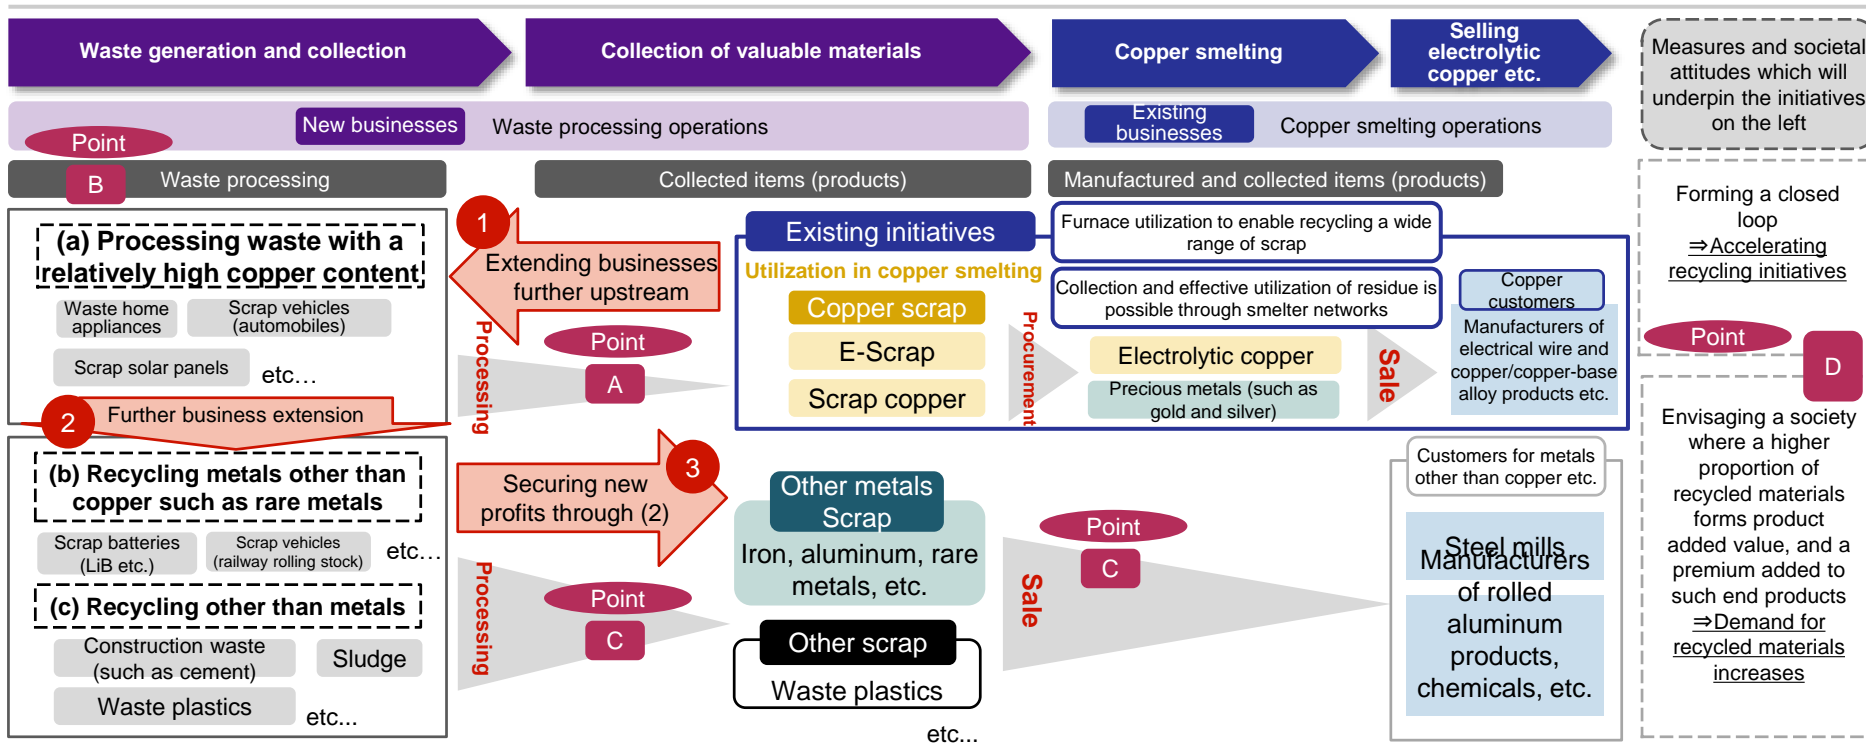 Waste generation and collection
Collection of valuable materials
Copper smelting
Selling
electrolytic
copper etc.
Measures and societal
attitudes which will
underpin the initiatives
on the left
New businesses
Waste processing operations
Existing
businesses
Copper smelting operations
Point
B
Waste processing
Collected items (products)
Manufactured and collected items (products)
(a) Processing waste with a
relatively high copper content
Waste home
appliances
Scrap vehicles
(automobiles)
Scrap solar panels
etc…
1
Extending businesses
further upstream
Processing
Point
A
Existing initiatives
Utilization in copper smelting
Copper scrap
E-Scrap
Scrap copper
Furnace utilization to enable recycling a wide
range of scrap
Collection and effective utilization of residue is
possible through smelter networks
Procurement
Electrolytic copper
Precious metals (such as
gold and silver)
Sale
Copper
customers
Manufacturers of
electrical wire and
copper/copper-base
alloy products etc.
Forming a closed
loop
⇒Accelerating
recycling initiatives
Point
D
2
Further business extension
(b) Recycling metals other than
copper such as rare metals
Scrap batteries
(LiB etc.)
Scrap vehicles
(railway rolling stock)
etc…
(c) Recycling other than metals
Construction waste
(such as cement)
Sludge
Waste plastics
etc...
3
Securing new
profits through (2)
Processing
Point
C
Other metals
Scrap
Iron, aluminum, rare
metals, etc.
Other scrap
Waste plastics
etc...
Sale
Point
C
Customers for metals
other than copper etc.
Steel mills
Manufacturers
of rolled
aluminum
products,
chemicals, etc.
Envisaging a society
where a higher
proportion of
recycled materials
forms product
added value, and a
premium added to
such end products
⇒Demand for
recycled materials
increases